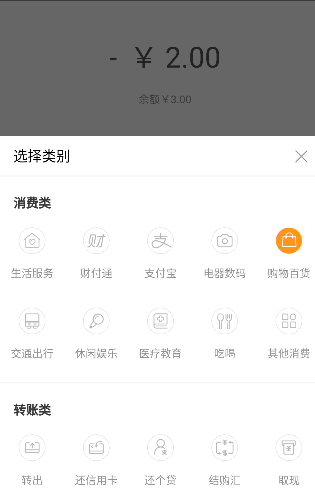 - ￥ 2.00
余额￥3.00
选择类别
消费类
生活服务 财付通 支付宝 电器数码 购物百货
交通出行 休闲娱乐 医疗教育 吃喝 其他消费
转账类
转出 还信用卡 还个贷 结购汇 取现